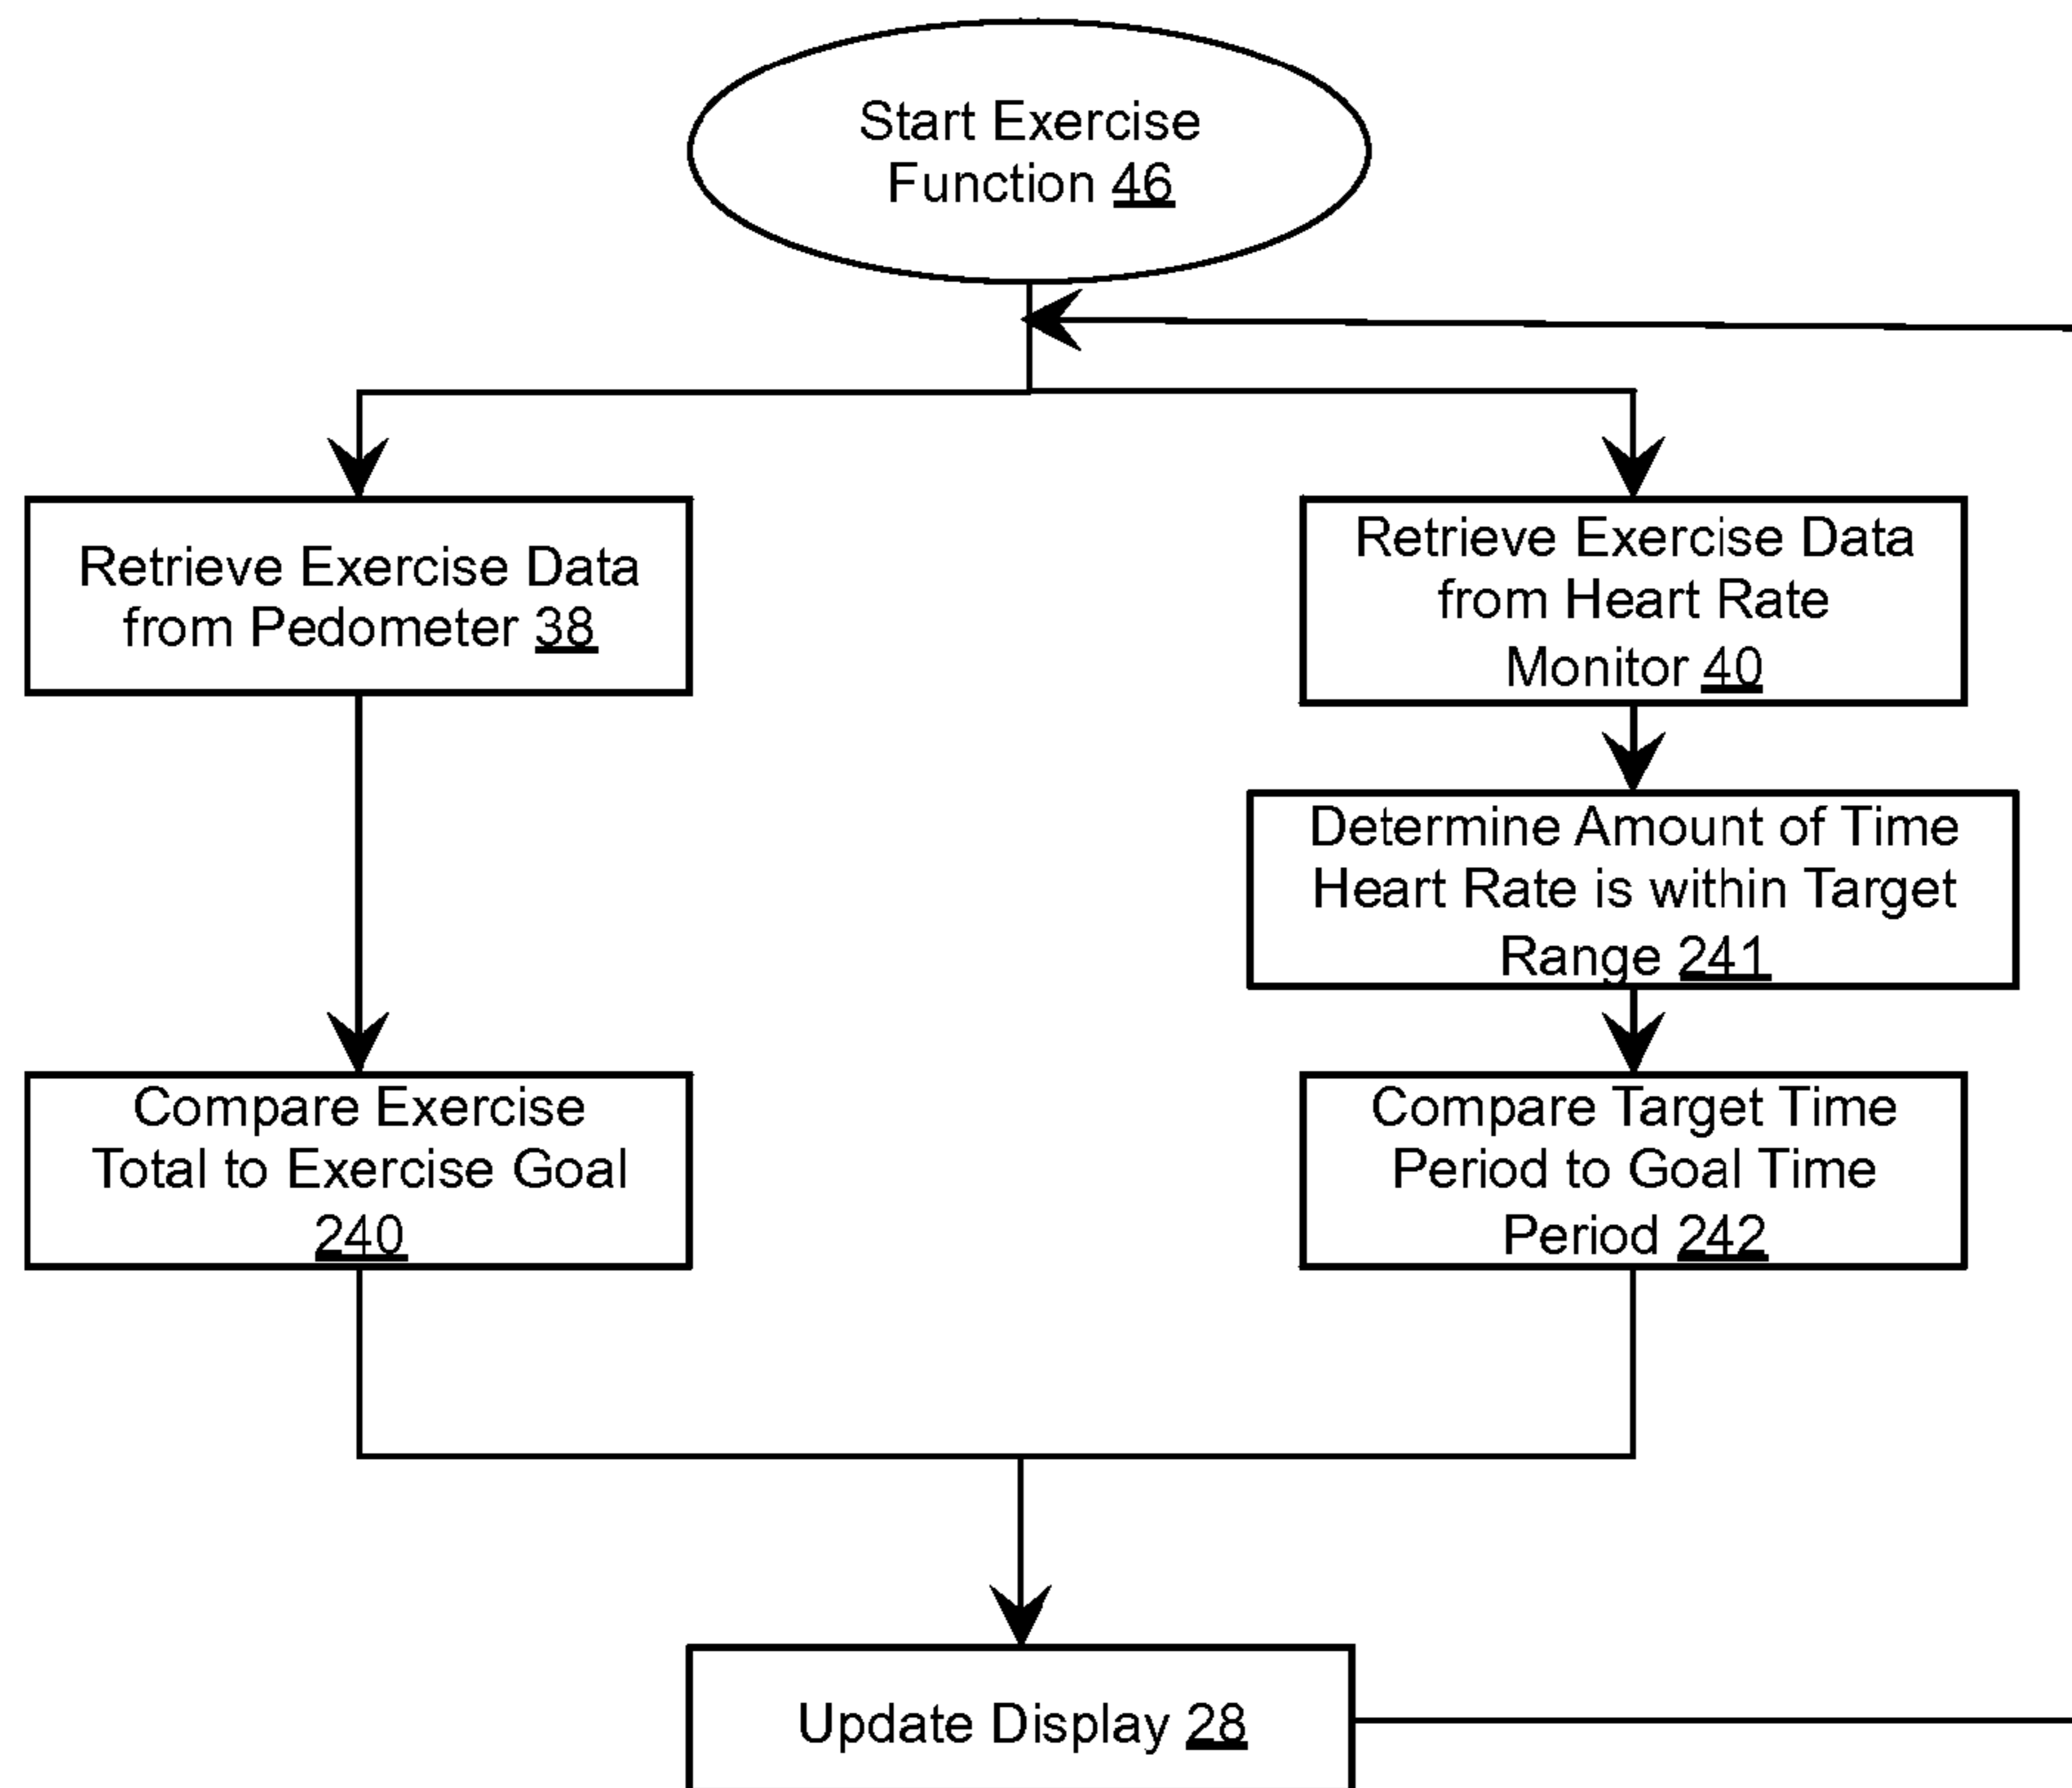 Start Exercise
Function 46
Retrieve Exercise Data
from Pedometer 38
Retrieve Exercise Data
from Heart Rate
Monitor 40
Determine Amount of Time
Heart Rate is within Target
Range 241
Compare Exercise
Total to Exercise Goal
240
Compare Target Time
Period to Goal Time
Period 242
Update Display 28